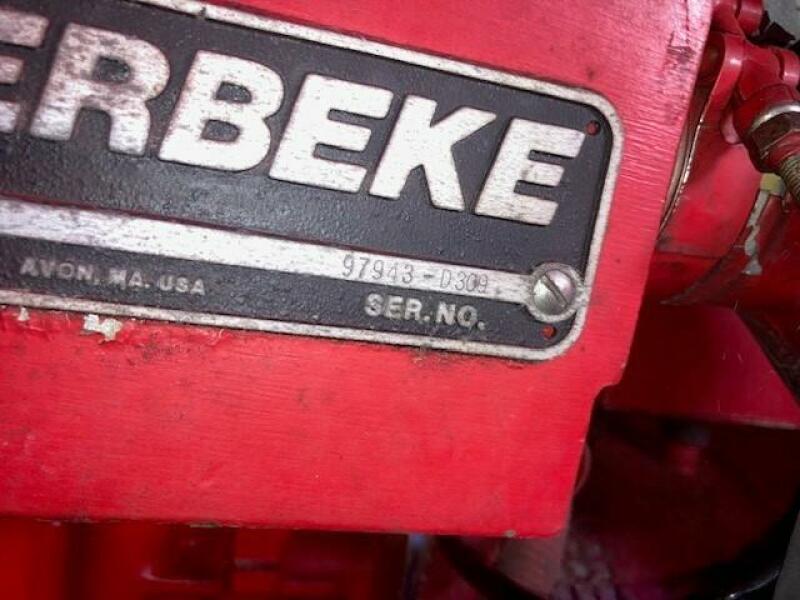 ERBEKE
97943-D309
AVON, MA. USA
SER. NO.